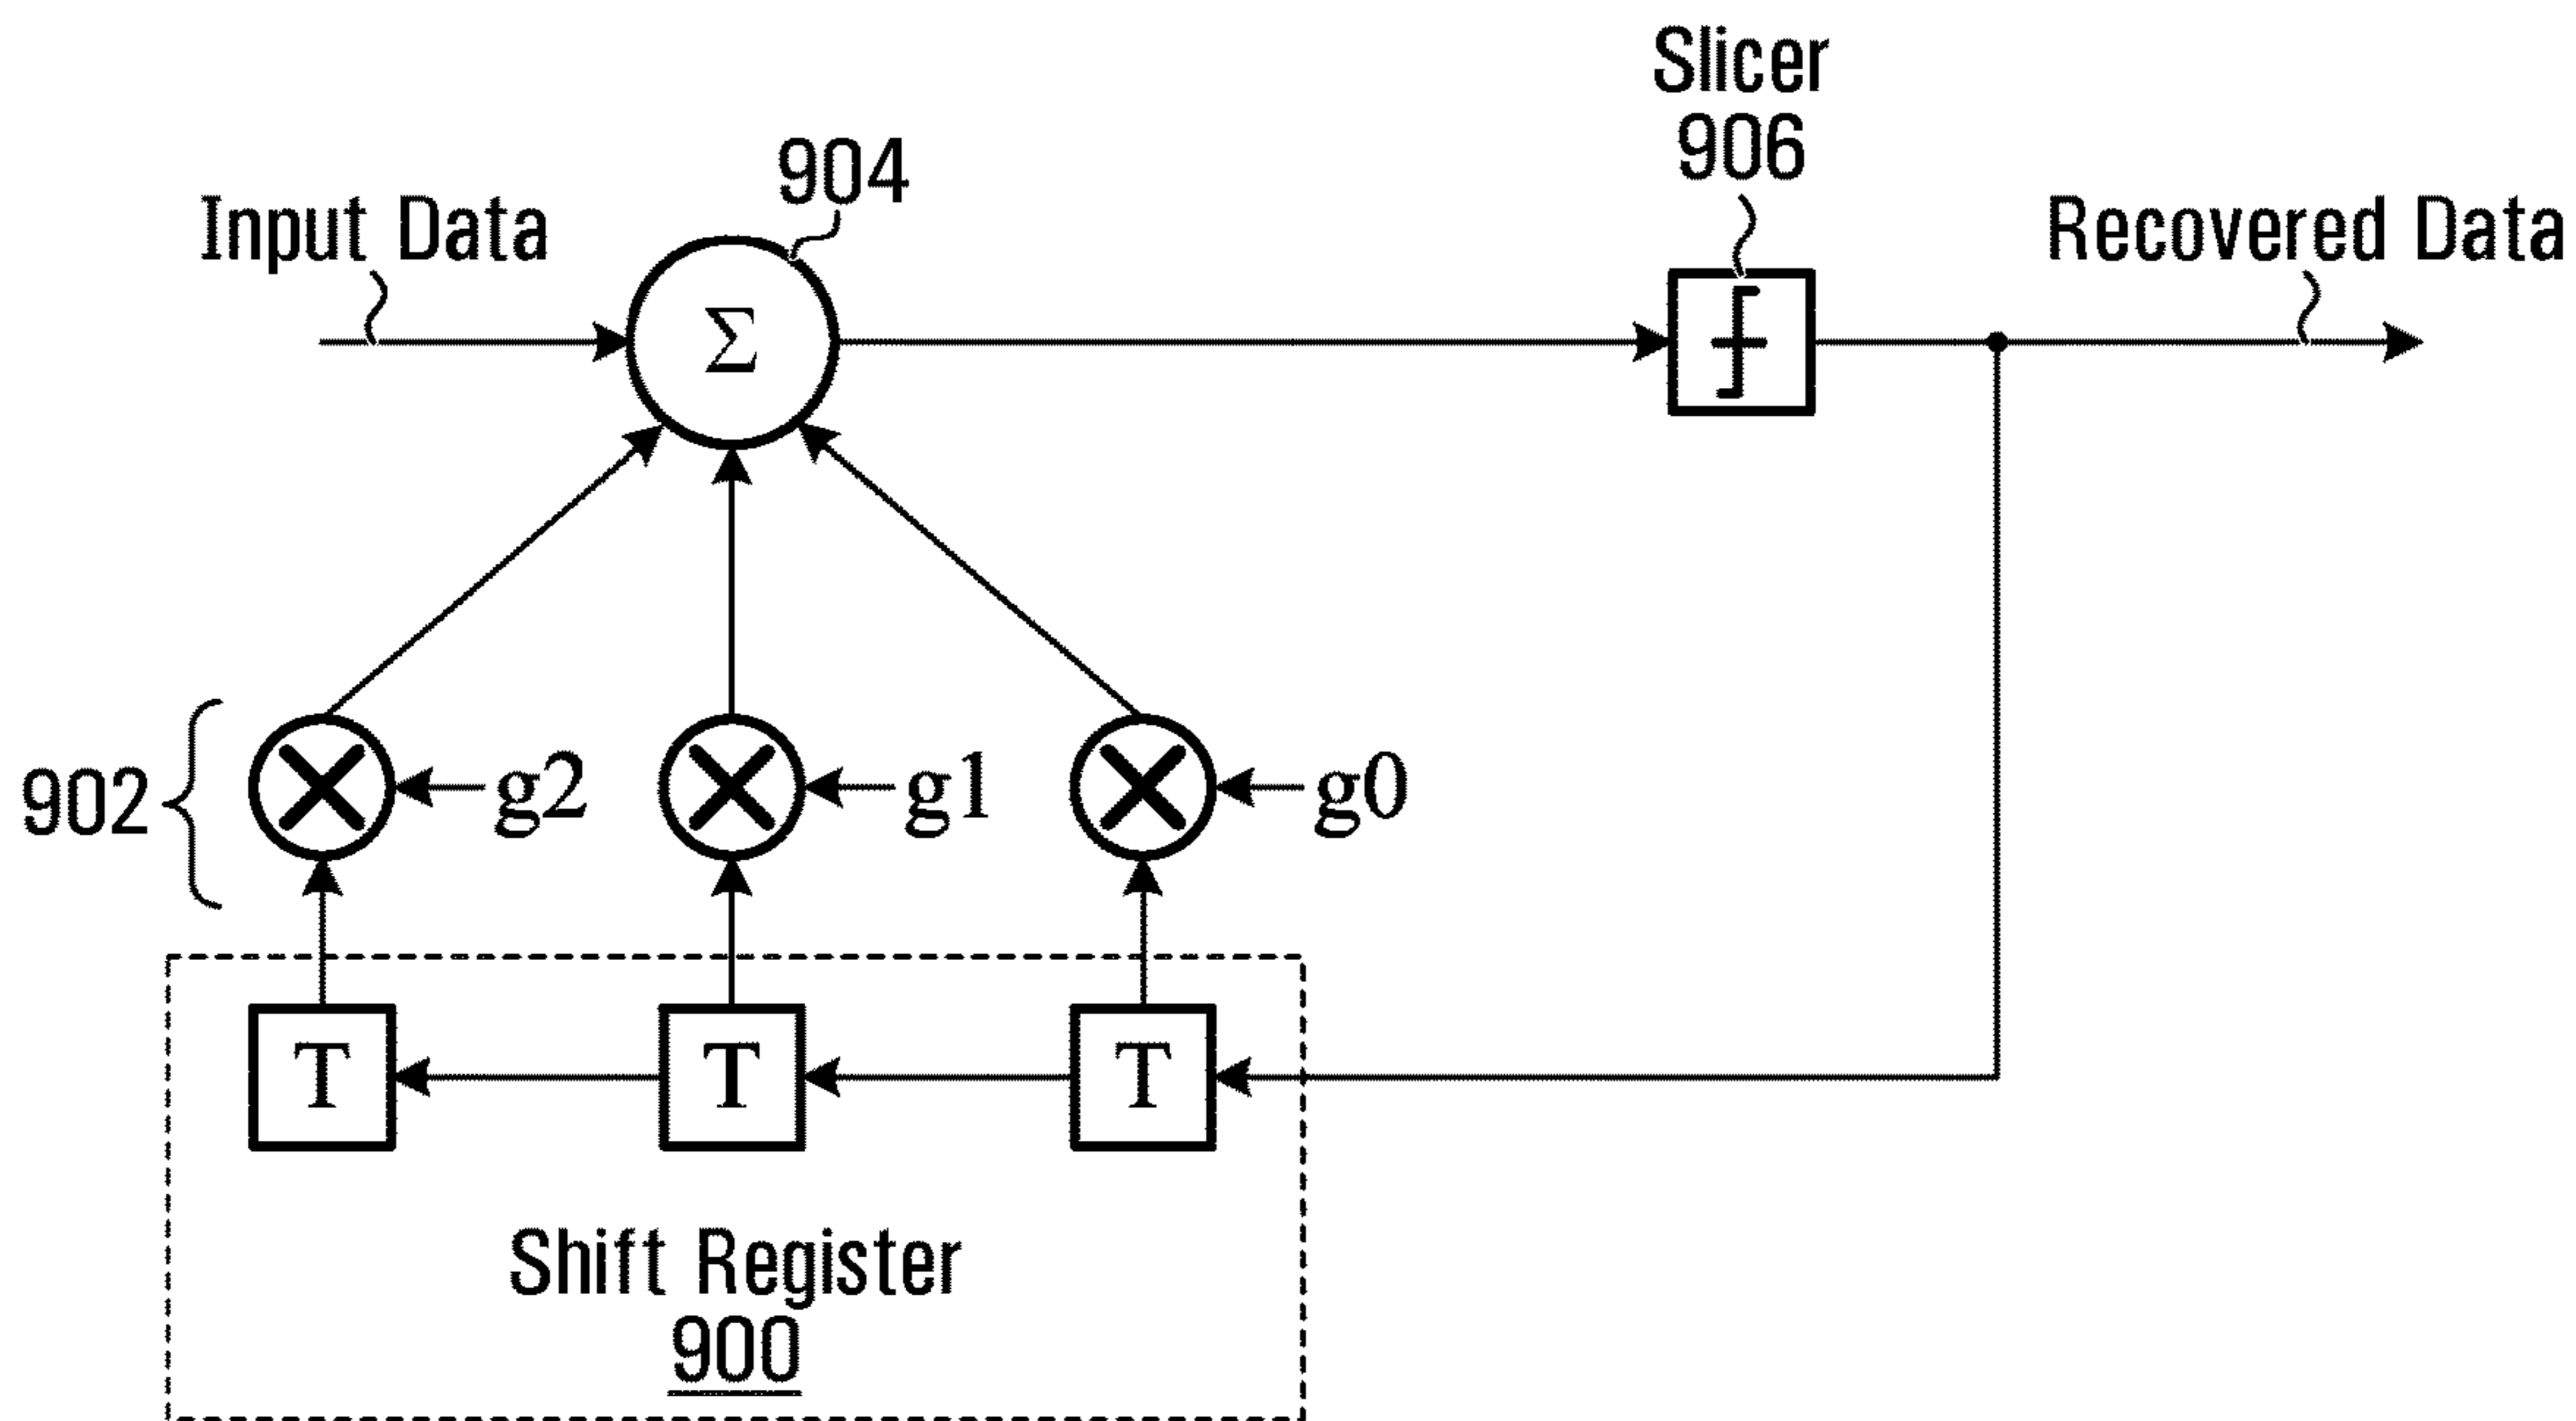 Slicer
906
904
Input Data
Recovered Data
Σ
902
g2
g1
g0
T
T
T
Shift Register
900